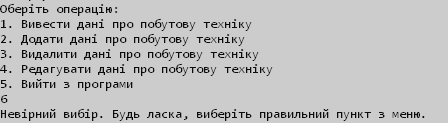 Оберіть операцію:
1. Вивести дані про побутову техніку
2. Додати дані про побутову техніку
3. Видалити дані про побутову техніку
4. Редагувати дані про побутову техніку
5. Вийти з програми
6
Невірний вибір. Будь ласка, виберіть правильний пункт з меню.